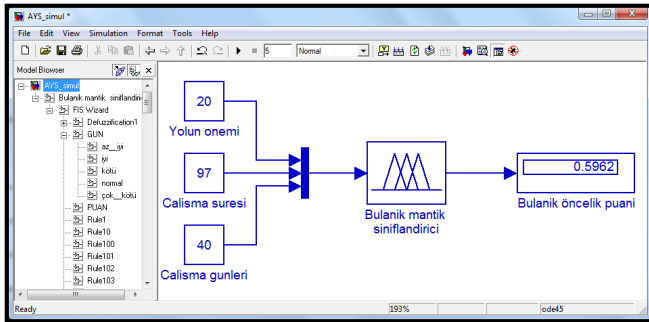 AYS_simul *
File Edit View Simulation Format Tools Help
5 Normal
Model Browser
AYS_simul
Bulanik mantik siniflandiri
FIS Wizard
Defuzzification1
GUN
az__iyi
iyi
kötü
normal
çok__kötü
PUAN
Rule1
Rule10
Rule100
Rule101
Rule102
Rule103
20
Yolun onemi
97
Calisma suresi
40
Calisma gunleri
Bulanik mantik
siniflandirici
0.5962
Bulanik öncelik puani
Ready 193% ode45